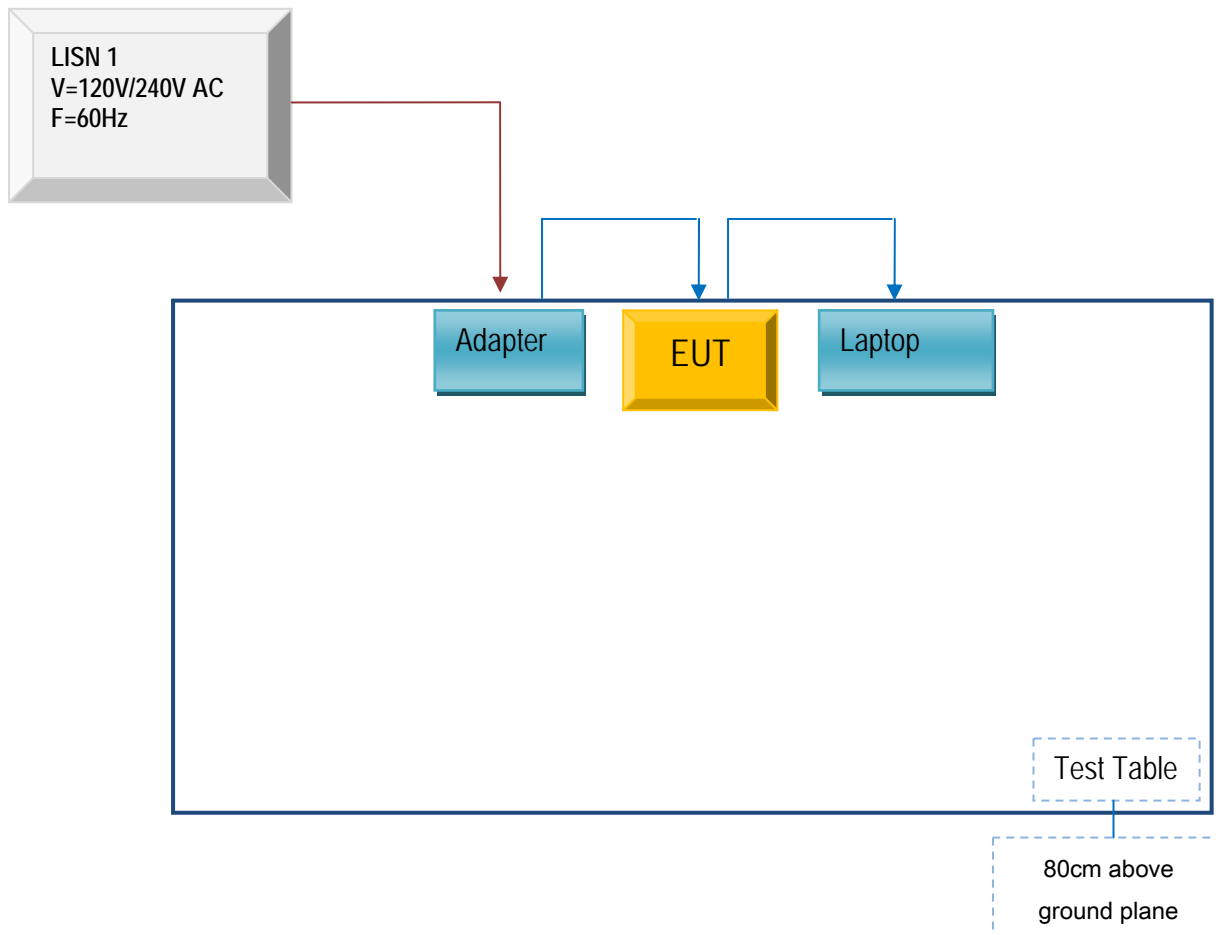 LISN 1
V=120V/240V AC
F=60Hz
Adapter
EUT
Laptop
Test Table
80cm above
ground plane